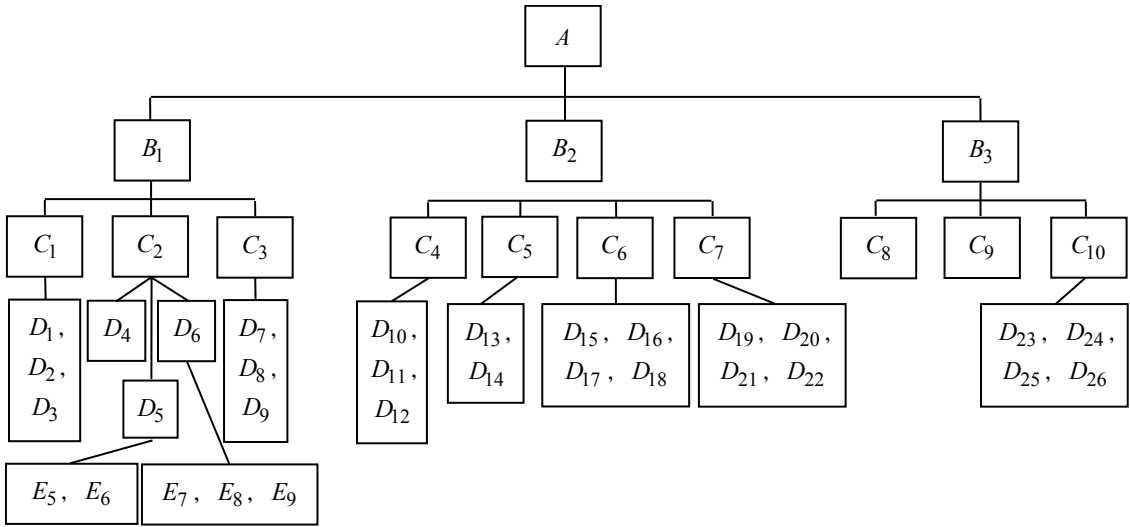 A
B₁ B₂ B₃
C₁ C₂ C₃ C₄ C₅ C₆ C₇ C₈ C₉ C₁₀
D₁,
D₂,
D₃
D₄
D₆
D₅
D₇,
D₈,
D₉
D₁₀,
D₁₁,
D₁₂
D₁₃,
D₁₄
D₁₅, D₁₆,
D₁₇, D₁₈
D₁₉, D₂₀,
D₂₁, D₂₂
D₂₃, D₂₄,
D₂₅, D₂₆
E₅, E₆
E₇, E₈, E₉